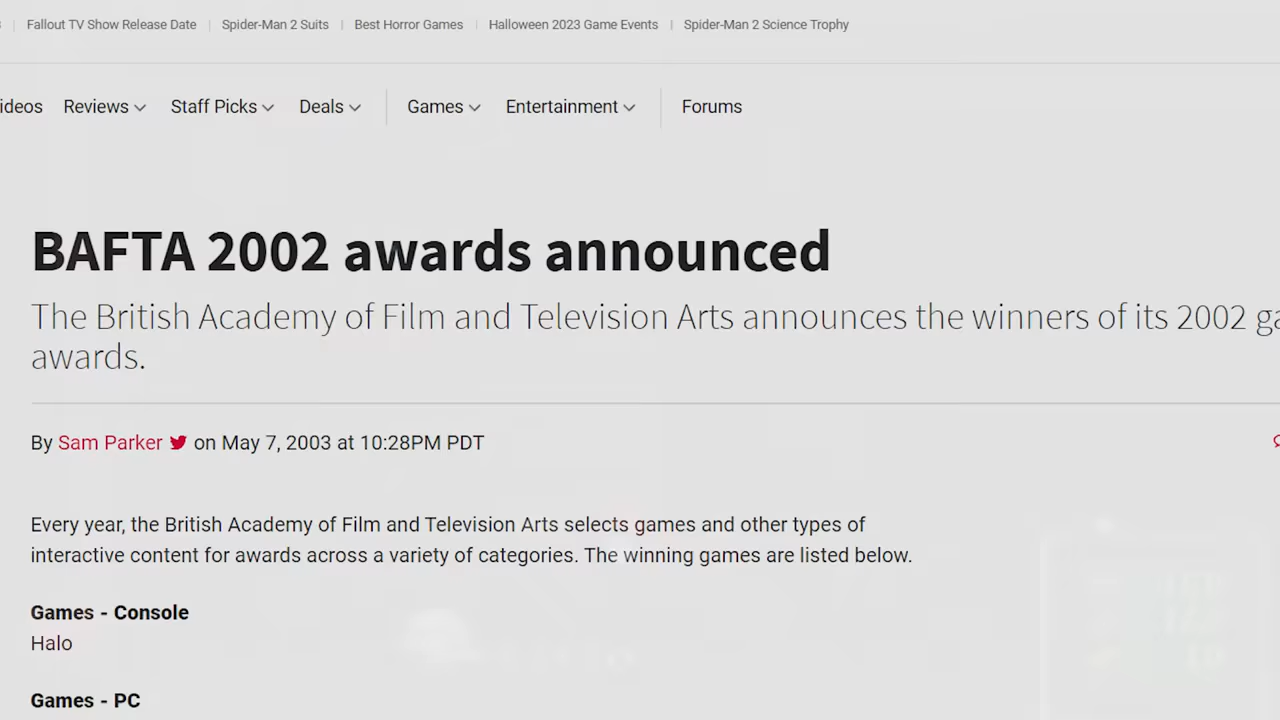 Fallout TV Show Release Date Spider-Man 2 Suits Best Horror Games Halloween 2023 Game Events Spider-Man 2 Science Trophy
ideos Reviews Staff Picks Deals Games Entertainment Forums
BAFTA 2002 awards announced
The British Academy of Film and Television Arts announces the winners of its 2002 ga
awards.
By Sam Parker on May 7, 2003 at 10:28PM PDT
Every year, the British Academy of Film and Television Arts selects games and other types of
interactive content for awards across a variety of categories. The winning games are listed below.
Games - Console
Halo
Games - PC